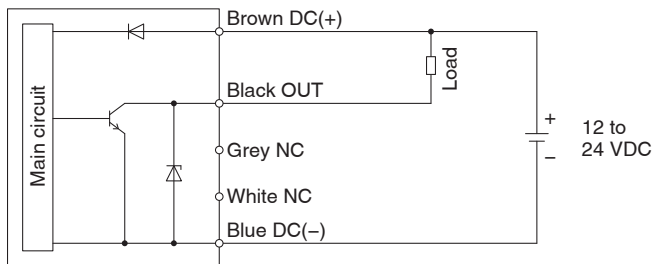 Brown DC(+)
Main circuit
Black OUT
Load
+
12 to
24 VDC
−
Grey NC
White NC
Blue DC(−)